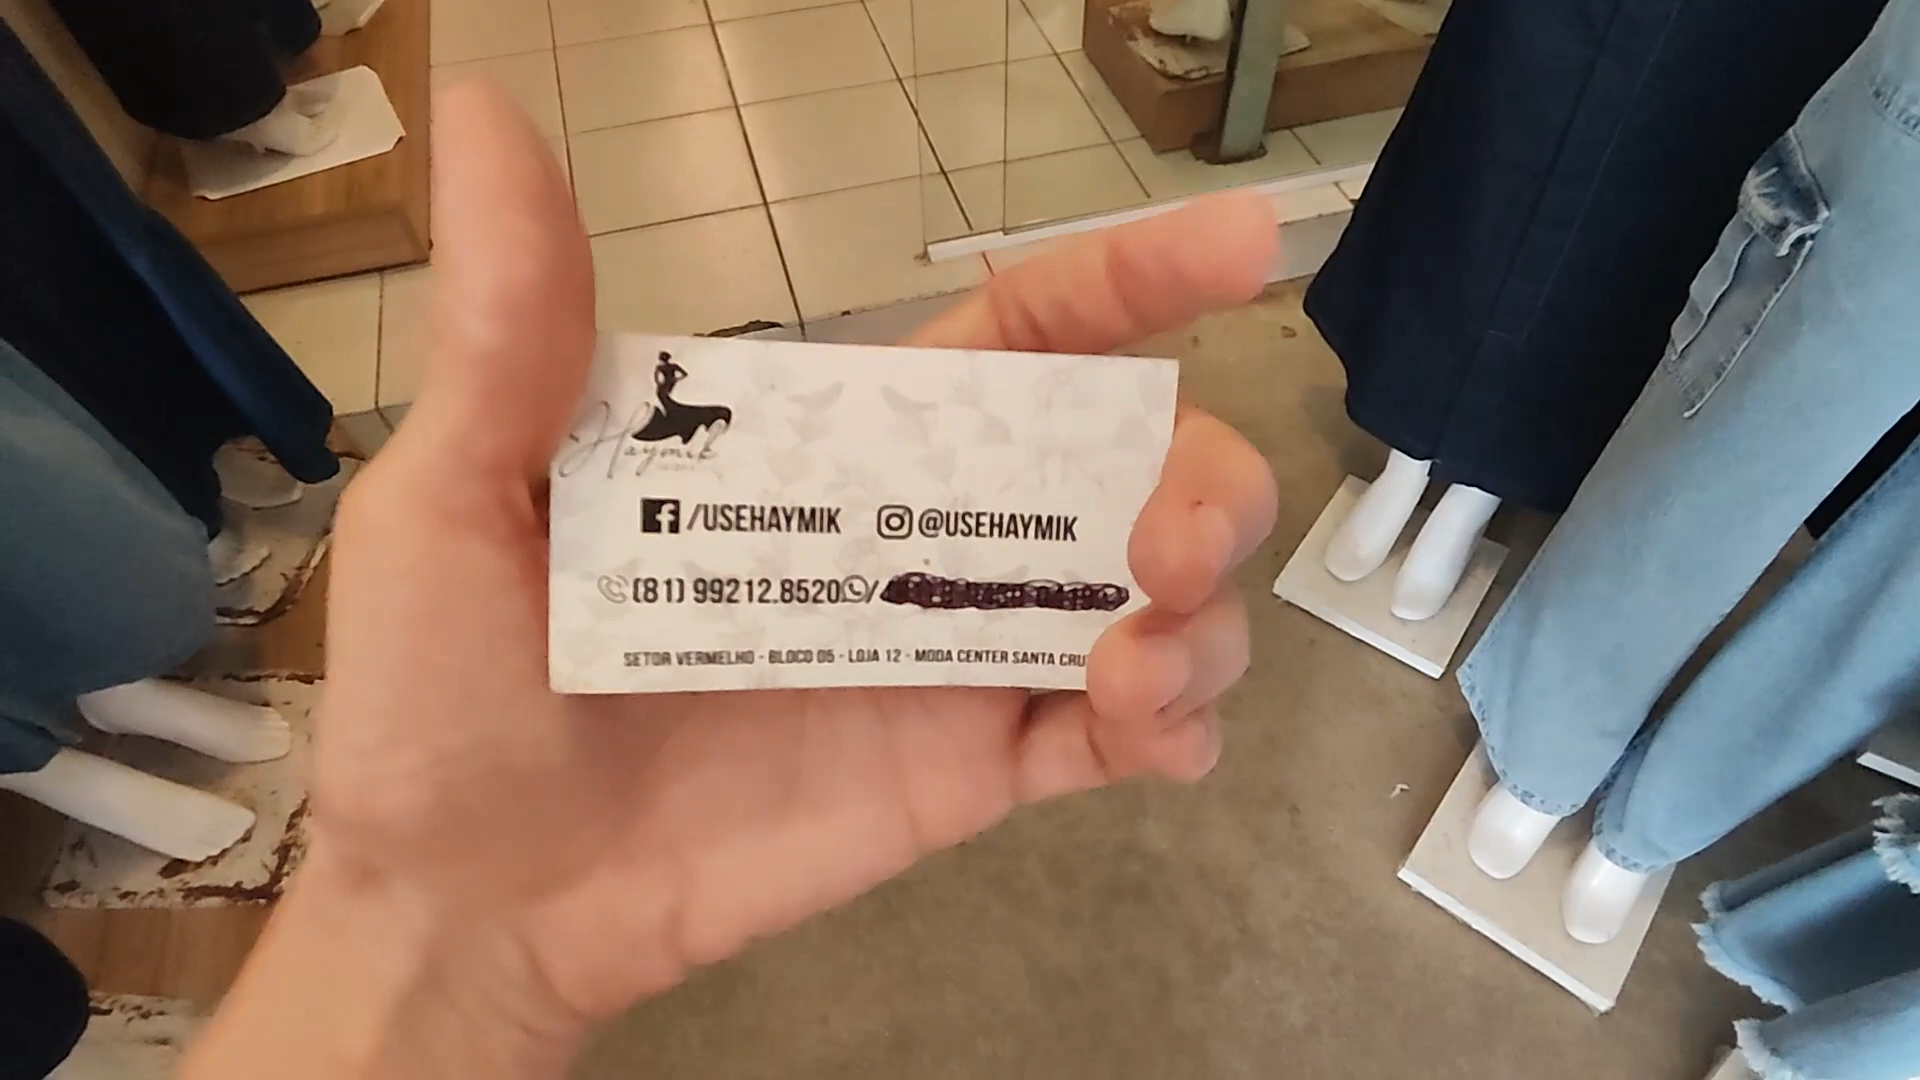 Haymik
/USEHAYMIK @USEHAYMIK
(81) 99212.8520 /
SETOR VERMELHO - BLOCO 05 - LOJA 12 - MODA CENTER SANTA CRU